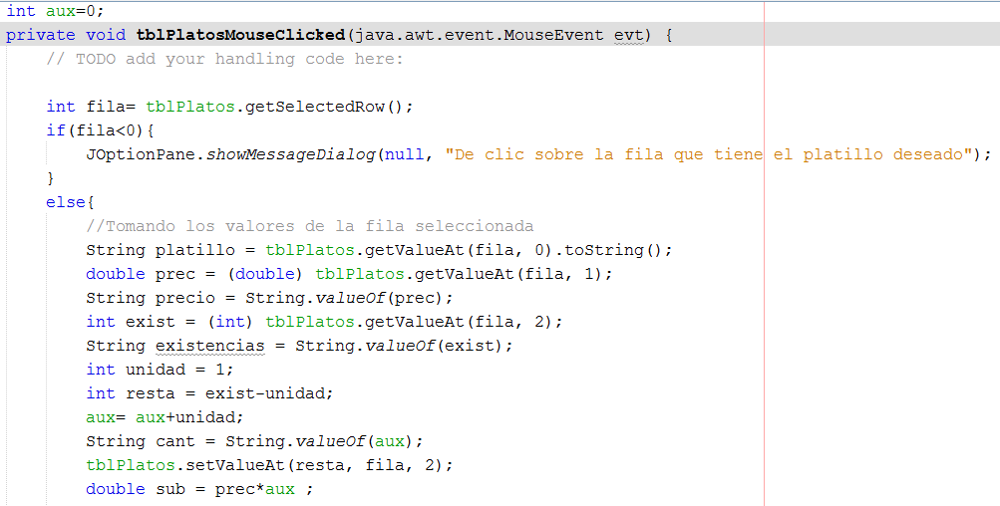 int aux=0;
private void tblPlatosMouseClicked(java.awt.event.MouseEvent evt) {
// TODO add your handling code here:
int fila= tblPlatos.getSelectedRow();
if(fila<0){
JOptionPane.showMessageDialog(null, "De clic sobre la fila que tiene el platillo deseado");
}
else{
//Tomando los valores de la fila seleccionada
String platillo = tblPlatos.getValueAt(fila, 0).toString();
double prec = (double) tblPlatos.getValueAt(fila, 1);
String precio = String.valueOf(prec);
int exist = (int) tblPlatos.getValueAt(fila, 2);
String existencias = String.valueOf(exist);
int unidad = 1;
int resta = exist-unidad;
aux= aux+unidad;
String cant = String.valueOf(aux);
tblPlatos.setValueAt(resta, fila, 2);
double sub = prec*aux ;